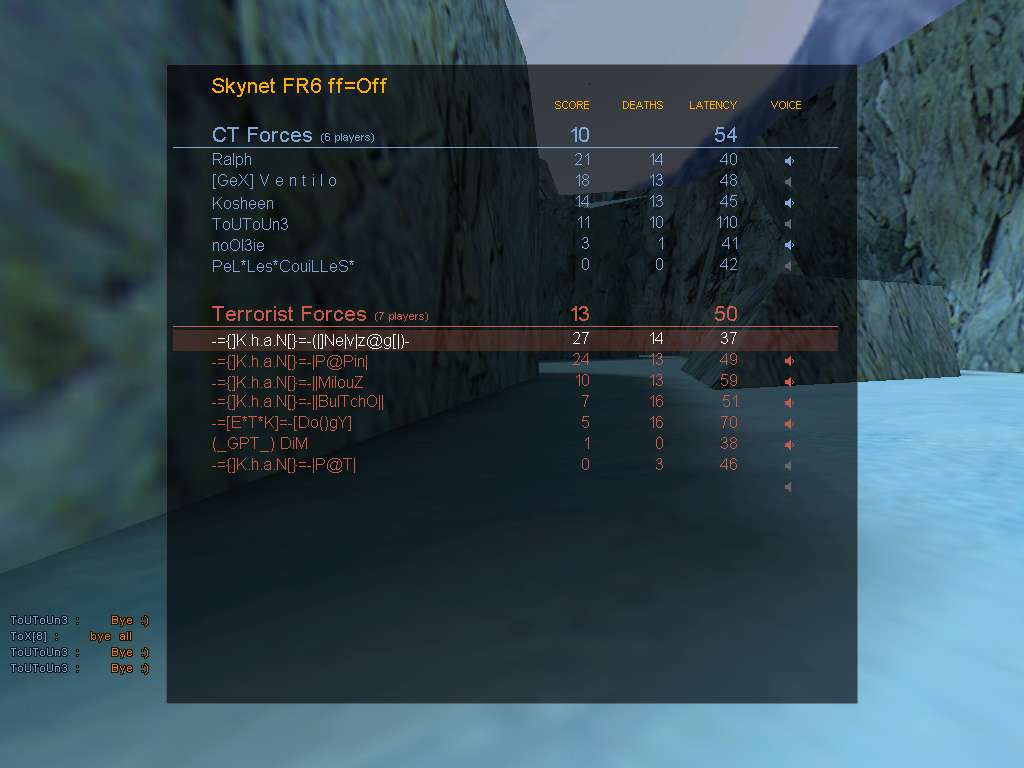 Skynet FR6 ff=Off
SCORE DEATHS LATENCY VOICE
CT Forces (6 players) 10 54
Ralph 21 14 40
[GeX] V e n t i l o 18 13 48
Kosheen 14 13 45
ToUToUn3 11 10 110
noOl3ie 3 1 41
PeL*Les*CouiLLeS* 0 0 42
Terrorist Forces (7 players) 13 50
-={]K.h.a.N[}=-(|]Ne|v|z@g[|)- 27 14 37
-={]K.h.a.N[}=-|P@Pin| 24 13 49
-={]K.h.a.N[}=-||MilouZ 10 13 59
-={]K.h.a.N[}=-||BulTchO|| 7 16 51
-=[E*T*K]=-[Do()gY] 5 16 70
(_GPT_) DiM 1 0 38
-={]K.h.a.N[}=-|P@T| 0 3 46
ToUToUn3 : Bye :)
ToX[8] : bye all
ToUToUn3 : Bye :)
ToUToUn3 : Bye :)